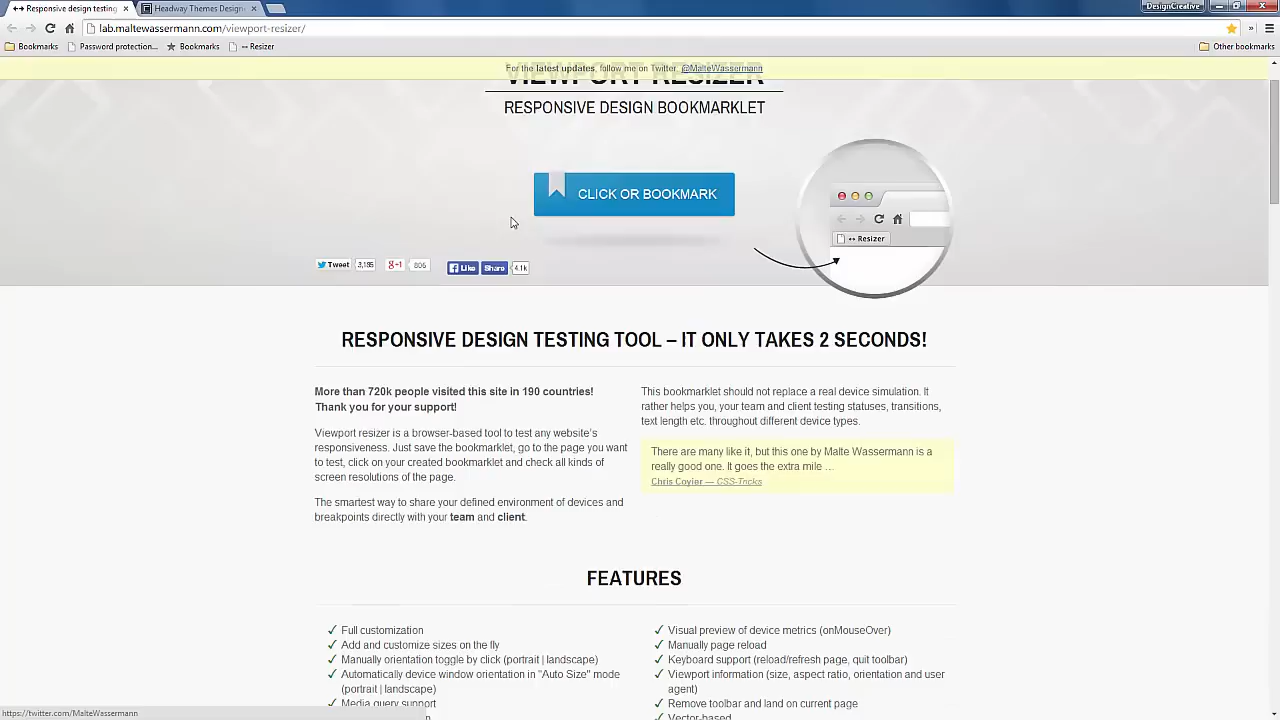 Responsive design testing
Headway Themes Design
DesignCreative
lab.maltewassermann.com/viewport-resizer/
Bookmarks
Password protection...
Bookmarks
↔ Resizer
Other bookmarks
VIEWPORT RESIZER
For the latest updates, follow me on Twitter. @MalteWassermann
RESPONSIVE DESIGN BOOKMARKLET
CLICK OR BOOKMARK
↔ Resizer
Tweet 3,195
g+1 806
Like Share 4.1k
RESPONSIVE DESIGN TESTING TOOL – IT ONLY TAKES 2 SECONDS!
More than 720k people visited this site in 190 countries!
Thank you for your support!
Viewport resizer is a browser-based tool to test any website's
responsiveness. Just save the bookmarklet, go to the page you want
to test, click on your created bookmarklet and check all kinds of
screen resolutions of the page.
The smartest way to share your defined environment of devices and
breakpoints directly with your team and client.
This bookmarklet should not replace a real device simulation. It
rather helps you, your team and client testing statuses, transitions,
text length etc. throughout different device types.
There are many like it, but this one by Malte Wassermann is a
really good one. It goes the extra mile …
Chris Coyier — CSS-Tricks
FEATURES
✓ Full customization
✓ Add and customize sizes on the fly
✓ Manually orientation toggle by click (portrait | landscape)
✓ Automatically device window orientation in "Auto Size" mode
(portrait | landscape)
✓ Media query support
✓ Visual preview of device metrics (onMouseOver)
✓ Manually page reload
✓ Keyboard support (reload/refresh page, quit toolbar)
✓ Viewport information (size, aspect ratio, orientation and user
agent)
✓ Remove toolbar and land on current page
✓ Vector-based
https://twitter.com/MalteWassermann